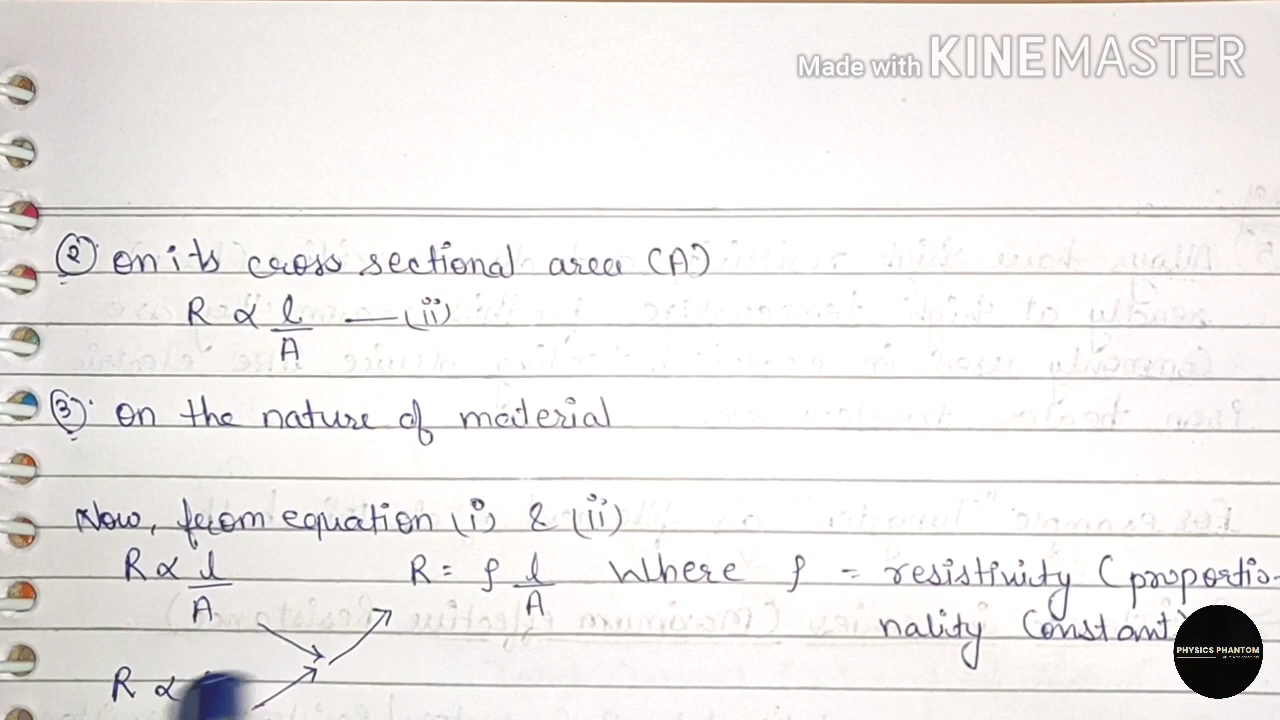 Made with KINEMASTER
② on its cross sectional area (A)
R ∝ l/A — (ii)
③ on the nature of material
Now, from equation (i) & (ii)
R ∝ l/A R = ρ l/A Where ρ = resistivity (proportio-
nality Constant)
R ∝
PHYSICS PHANTOM